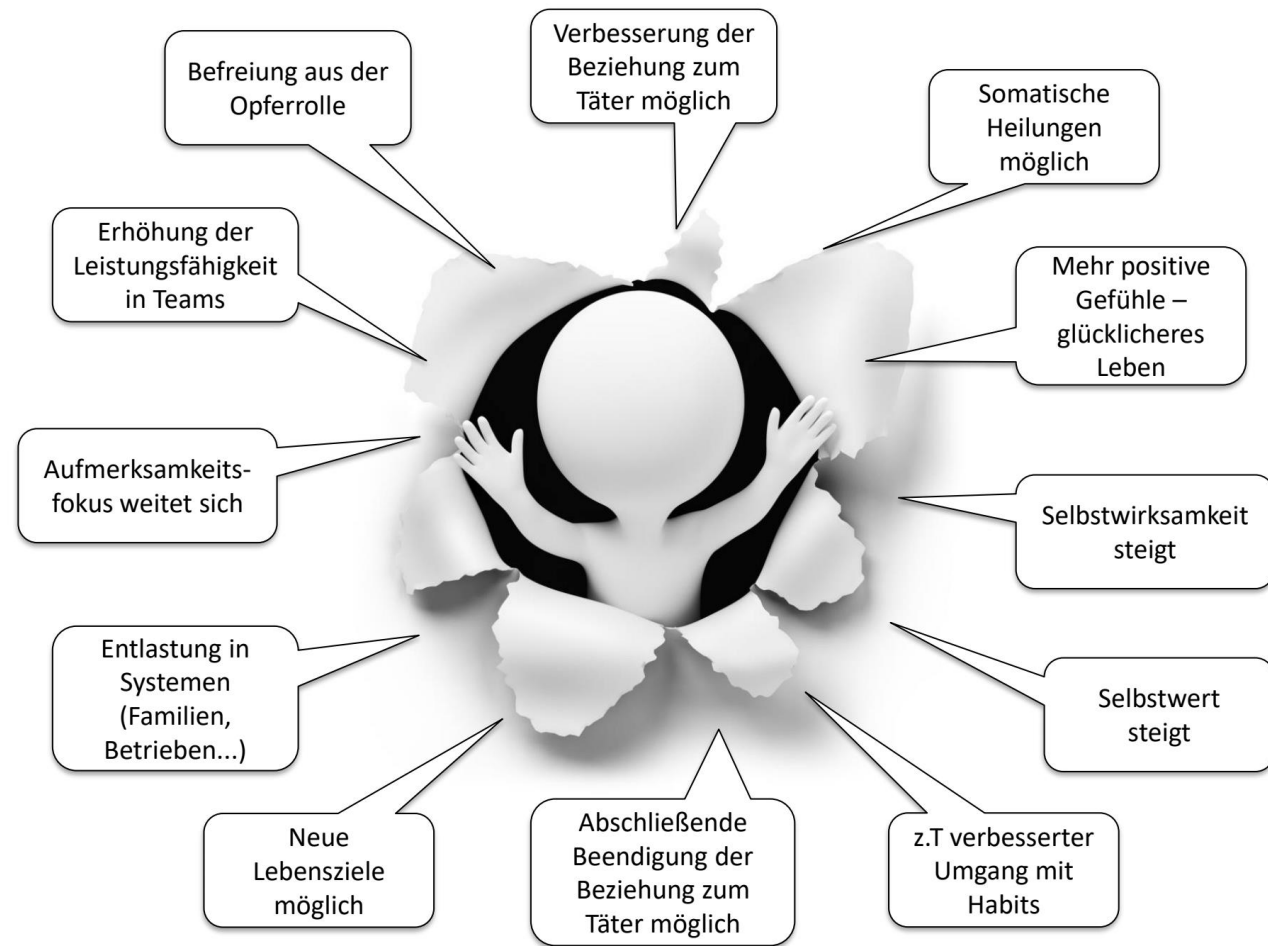 Verbesserung der
Beziehung zum
Täter möglich
Befreiung aus der
Opferrolle
Somatische
Heilungen
möglich
Erhöhung der
Leistungsfähigkeit
in Teams
Mehr positive
Gefühle –
glücklicheres
Leben
Aufmerksamkeits-
fokus weitet sich
Selbstwirksamkeit
steigt
Entlastung in
Systemen
(Familien,
Betrieben...)
Selbstwert
steigt
Neue
Lebensziele
möglich
Abschließende
Beendigung der
Beziehung zum
Täter möglich
z.T verbesserter
Umgang mit
Habits